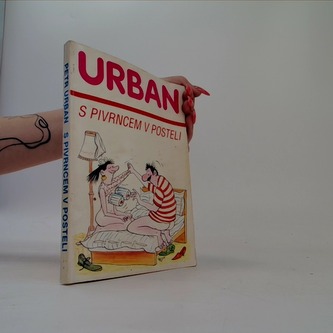 PETR URBAN S PIVRNCEM V POSTELI
URBAN
S PIVRNCEM V POSTELI